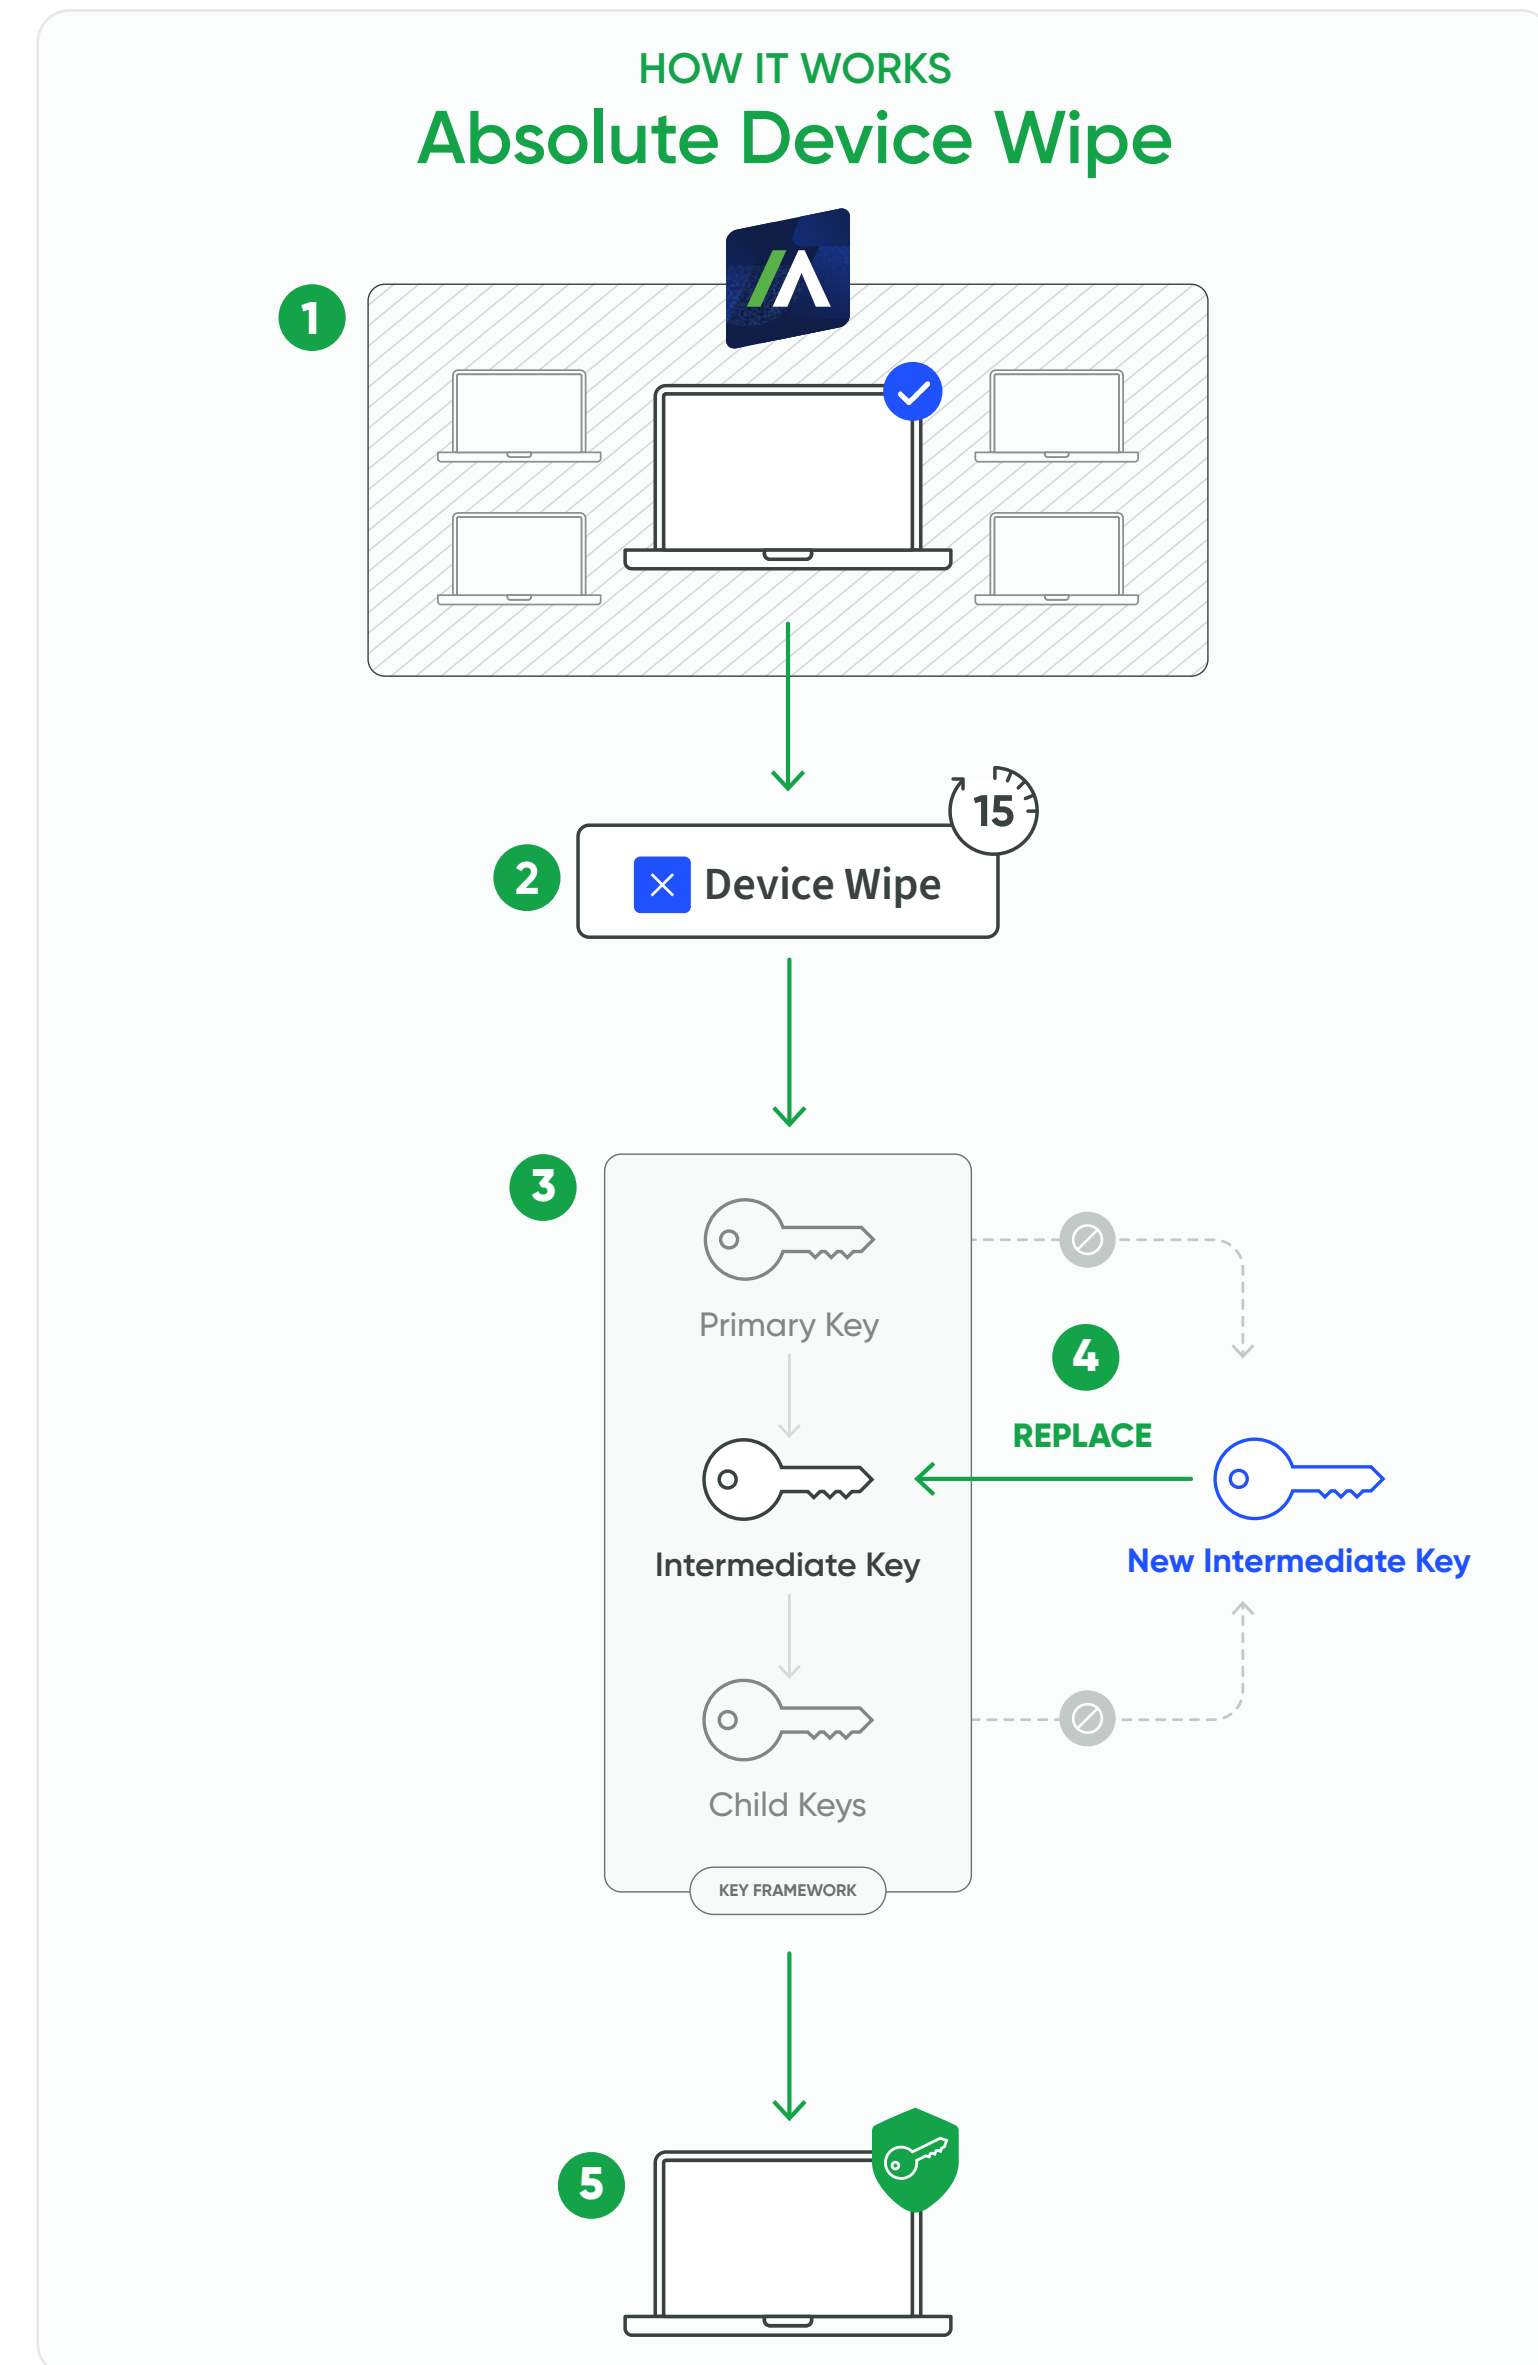 HOW IT WORKS
Absolute Device Wipe
1
15
2
Device Wipe
3
Primary Key
4
REPLACE
Intermediate Key
New Intermediate Key
Child Keys
KEY FRAMEWORK
5